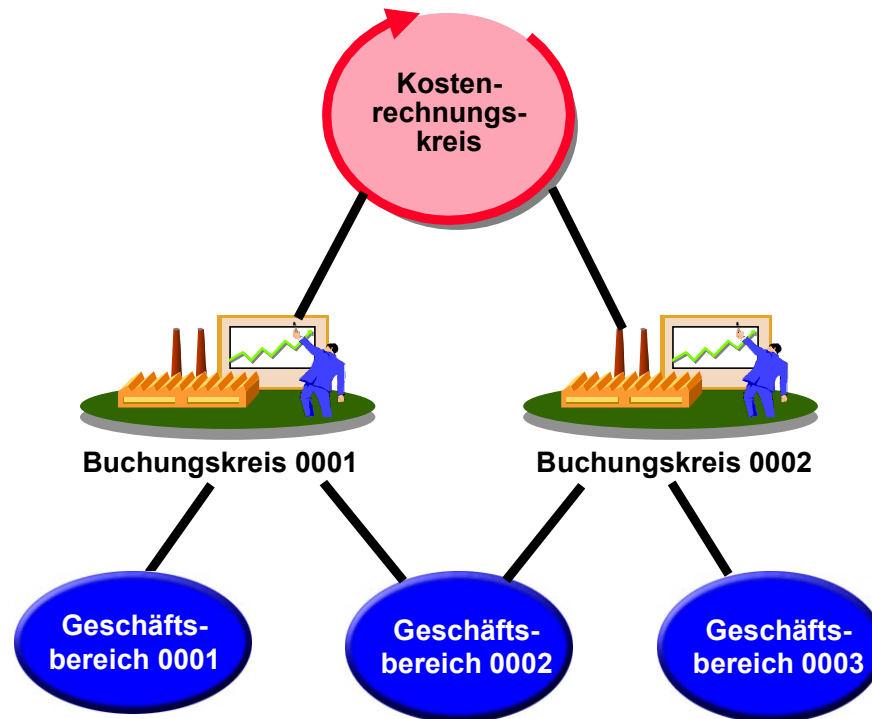 Kosten-
rechnungs-
kreis
Buchungskreis 0001
Buchungskreis 0002
Geschäfts-
bereich 0001
Geschäfts-
bereich 0002
Geschäfts-
bereich 0003